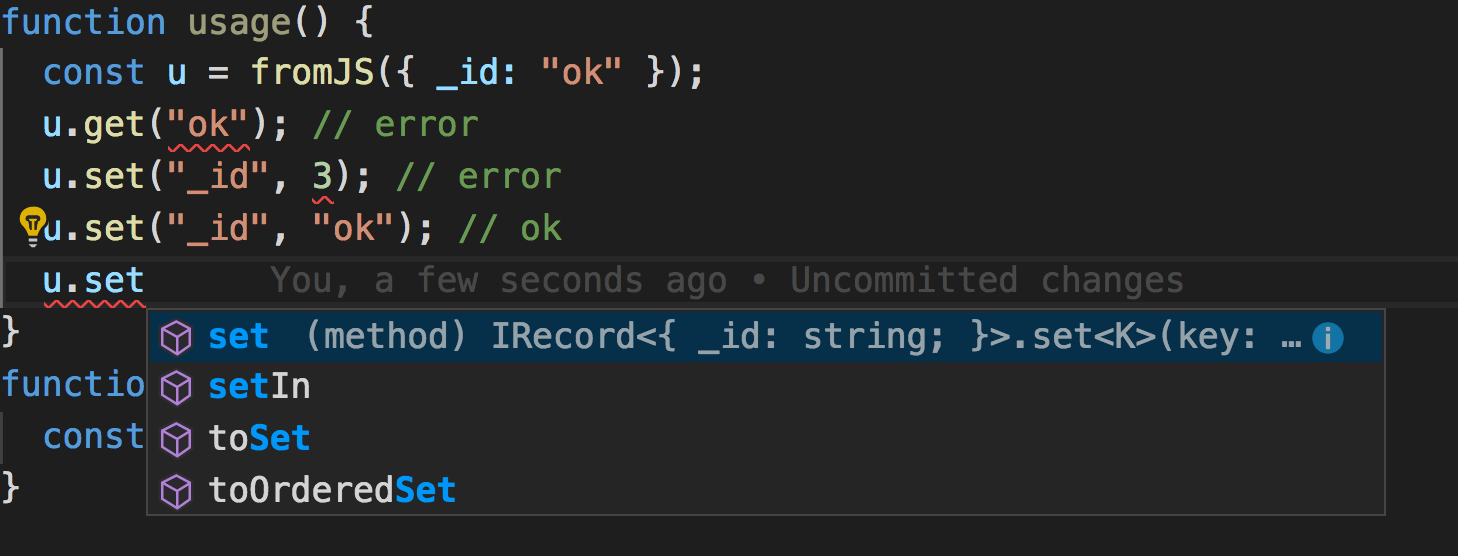 function usage() {
const u = fromJS({ _id: "ok" });
u.get("ok"); // error
u.set("_id", 3); // error
u.set("_id", "ok"); // ok
u.set You, a few seconds ago • Uncommitted changes
}
set (method) IRecord<{ _id: string; }>.set<K>(key: …
functio
setIn
const
toSet
}
toOrderedSet